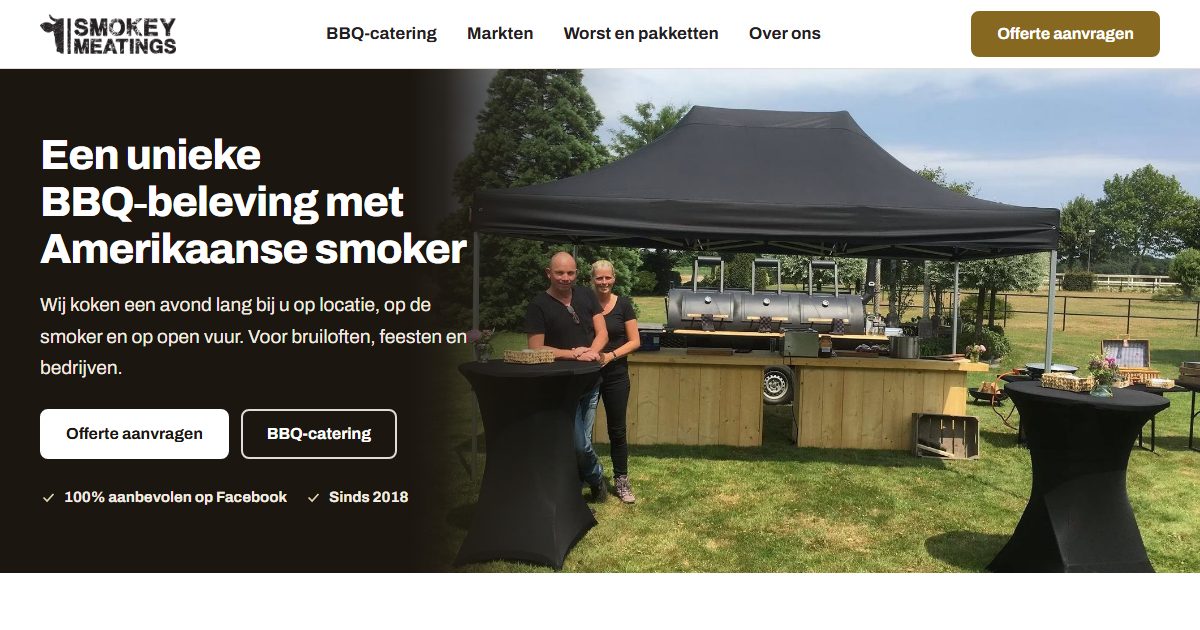 SMOKEY
MEATINGS
BBQ-catering
Markten
Worst en pakketten
Over ons
Offerte aanvragen
Een unieke
BBQ-beleving met
Amerikaanse smoker
Wij koken een avond lang bij u op locatie, op de
smoker en op open vuur. Voor bruiloften, feesten en
bedrijven.
Offerte aanvragen
BBQ-catering
100% aanbevolen op Facebook
Sinds 2018